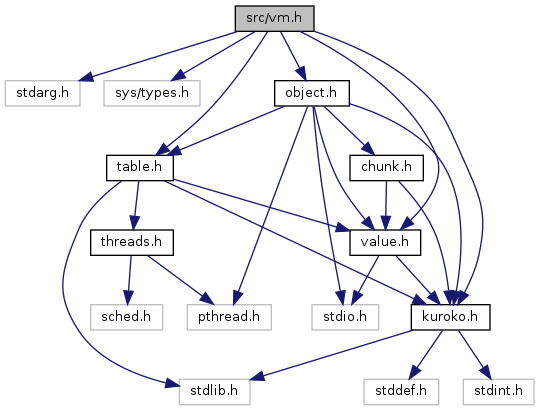 src/vm.h
stdarg.h
sys/types.h
object.h
table.h
chunk.h
threads.h
value.h
sched.h
pthread.h
stdio.h
kuroko.h
stdlib.h
stddef.h
stdint.h